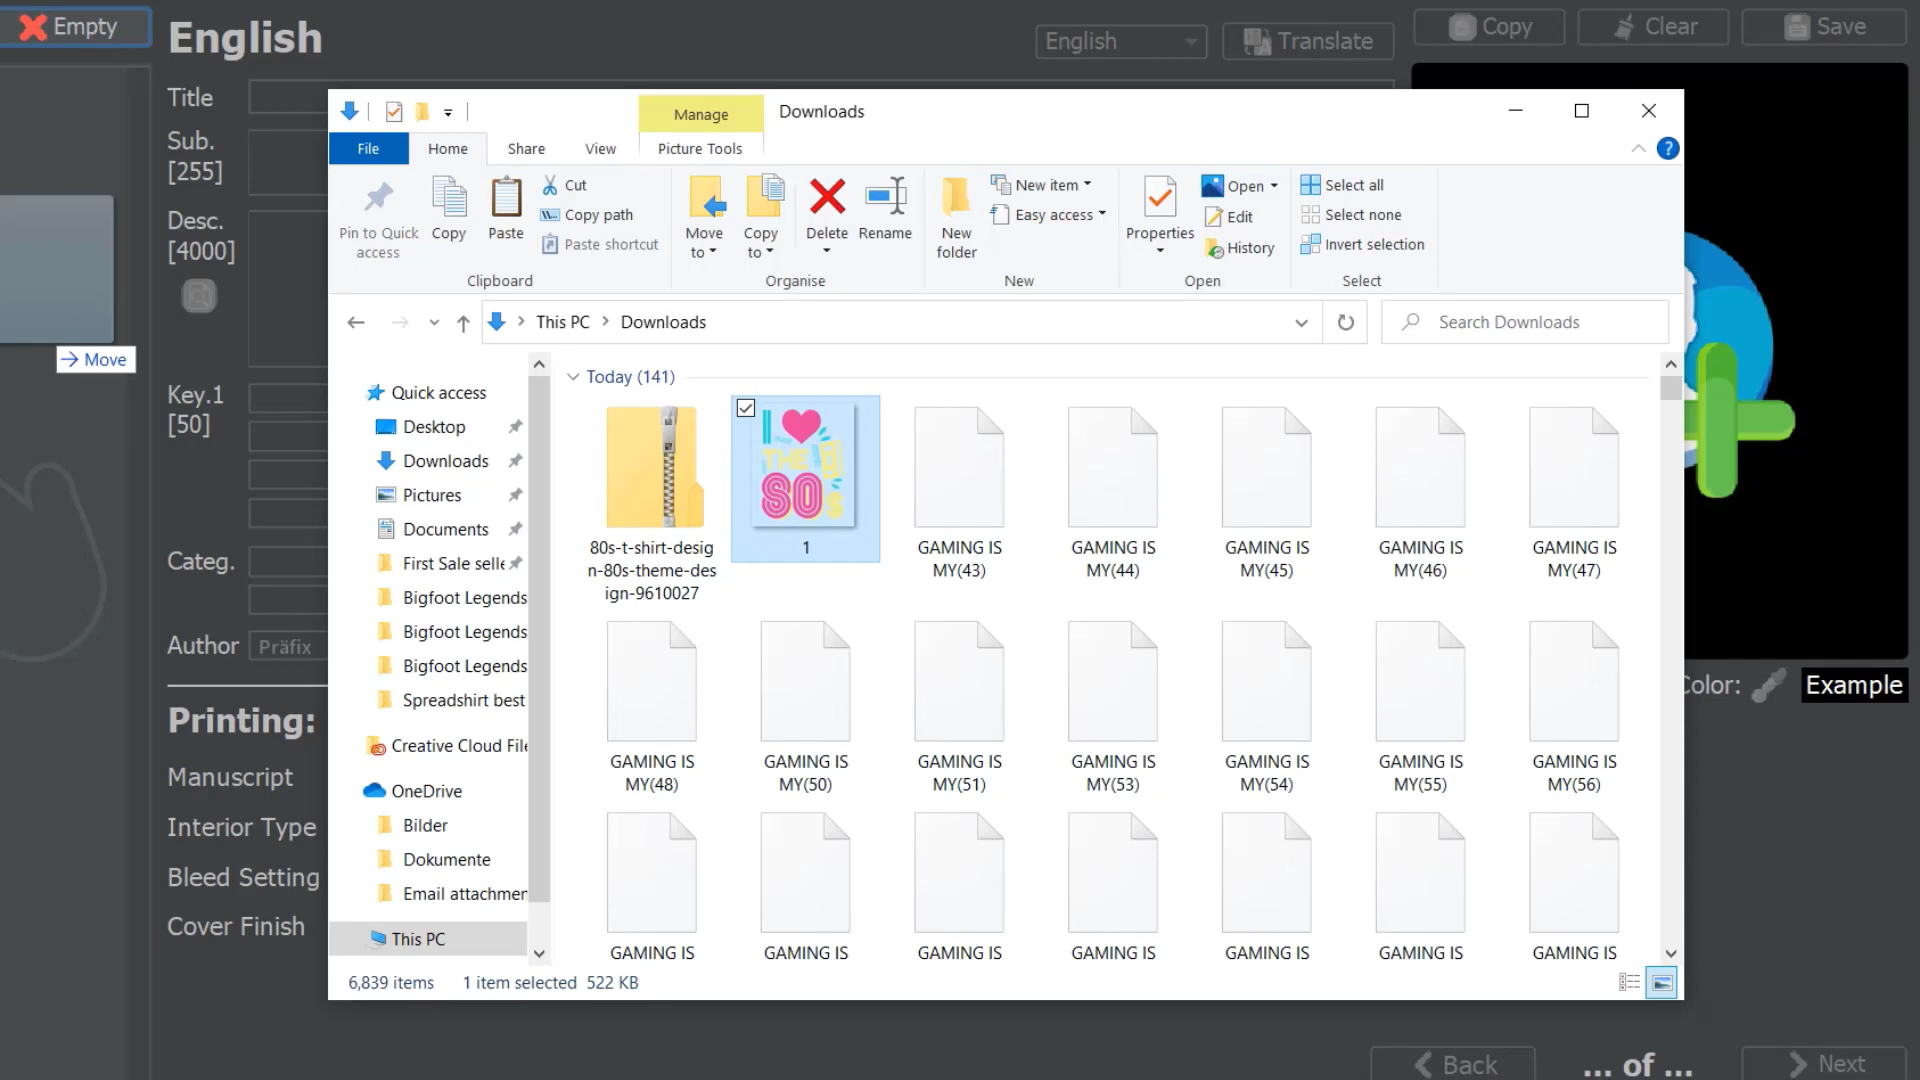 Empty
English
English
Translate
Copy
Clear
Save
Title
Sub.
[255]
Desc.
[4000]
Move
Key.1
[50]
Categ.
Author
Präfix
Printing:
Manuscript
Interior Type
Bleed Setting
Cover Finish
Manage
Downloads
File
Home
Share
View
Picture Tools
?
Pin to Quick
access
Copy
Paste
Cut
Copy path
Paste shortcut
Clipboard
Move
to
Copy
to
Delete
Rename
Organise
New
folder
New item
Easy access
New
Properties
Open
Edit
History
Open
Select all
Select none
Invert selection
Select
This PC
Downloads
Search Downloads
Quick access
Desktop
Downloads
Pictures
Documents
First Sale selle
Bigfoot Legends
Bigfoot Legends
Bigfoot Legends
Spreadshirt best
Creative Cloud File
OneDrive
Bilder
Dokumente
Email attachmen
This PC
Today (141)
I
THE
80s
80s-t-shirt-desig
n-80s-theme-des
ign-9610027
1
GAMING IS
MY(43)
GAMING IS
MY(44)
GAMING IS
MY(45)
GAMING IS
MY(46)
GAMING IS
MY(47)
GAMING IS
MY(48)
GAMING IS
MY(50)
GAMING IS
MY(51)
GAMING IS
MY(53)
GAMING IS
MY(54)
GAMING IS
MY(55)
GAMING IS
MY(56)
GAMING IS
GAMING IS
GAMING IS
GAMING IS
GAMING IS
GAMING IS
GAMING IS
6,839 items
1 item selected 522 KB
Color:
Example
Back
... of ...
Next